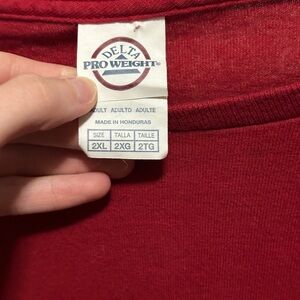 DELTA
PRO WEIGHT®
ADULT ADULTO ADULTE
MADE IN HONDURAS
SIZE TALLA TAILLE
2XL 2XG 2TG